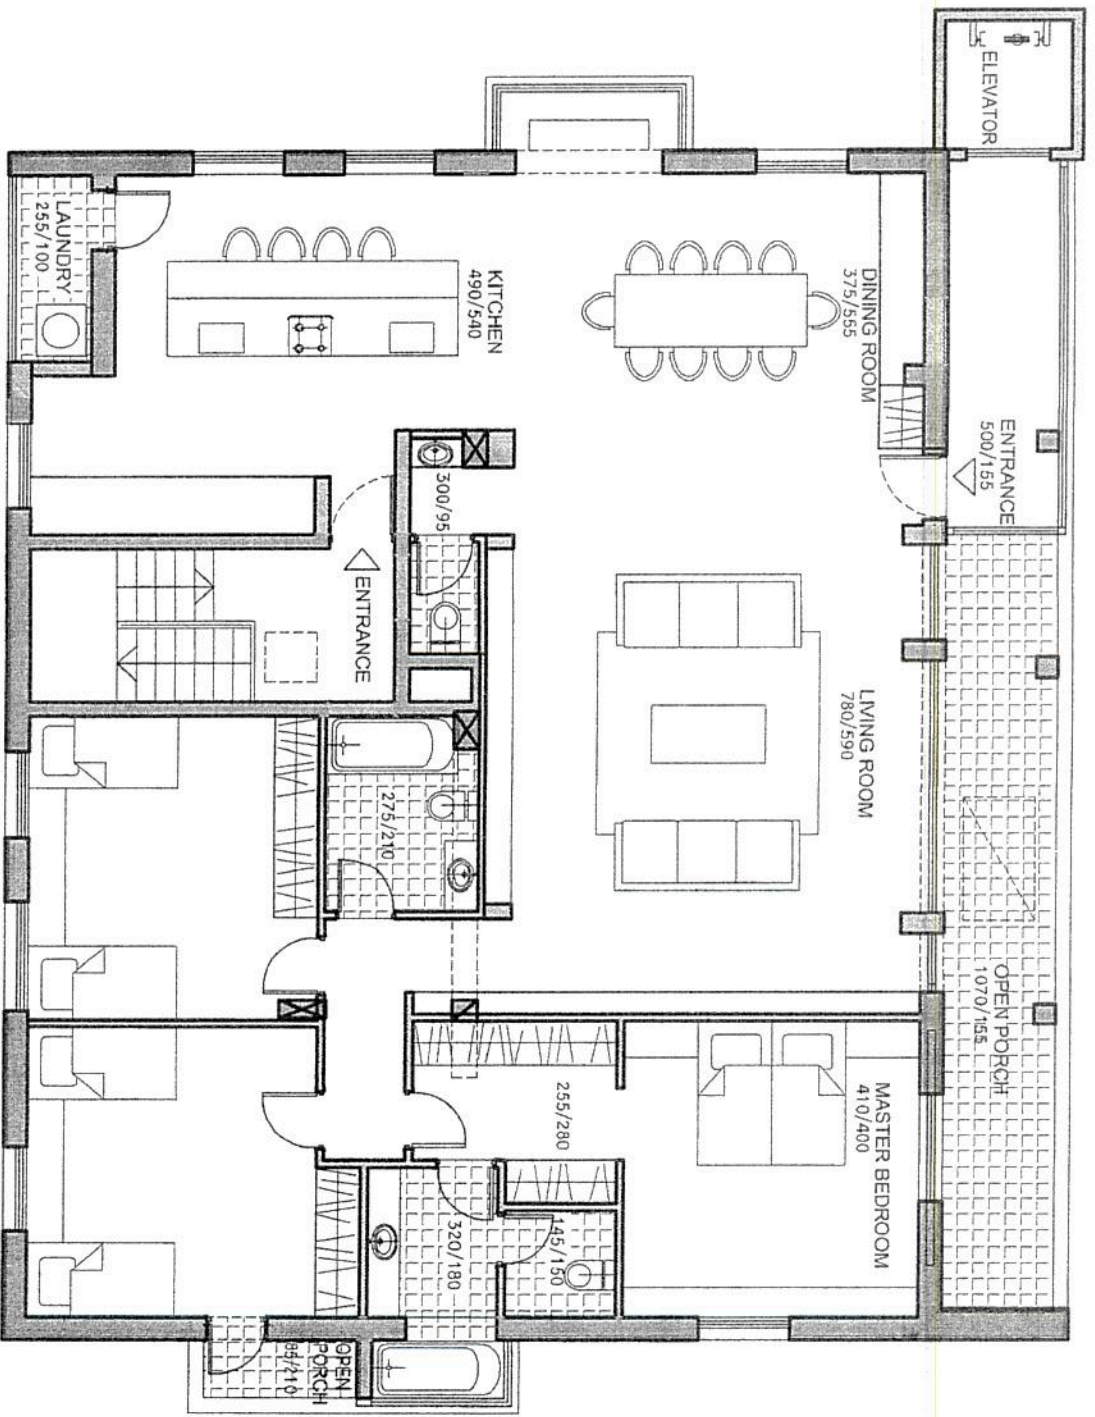 ELEVATOR
ENTRANCE
500/155
OPEN PORCH
1070/155
DINING ROOM
375/555
LIVING ROOM
780/590
MASTER BEDROOM
410/400
KITCHEN
490/540
300/95
255/280
145/150
320/180
ENTRANCE
275/210
LAUNDRY
255/100
OPEN
PORCH
85/210